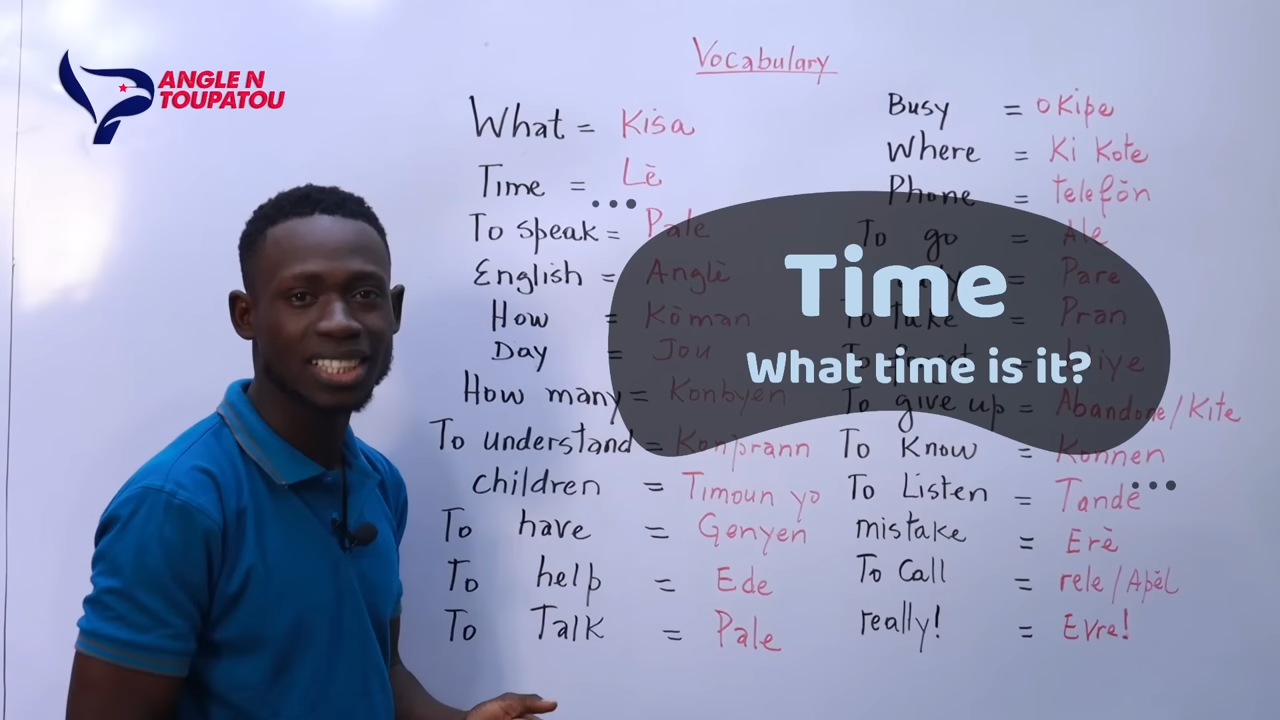 ANGLE N
TOUPATOU
Vocabulary
What = Kisa
Time = Lè
To speak = Pale
English = Anglè
How = Kòman
Day = Jou
How many = Konbyen
To understand = Konprann
children = Timoun yo
To have = Genyen
To help = Ede
To Talk = Pale
Busy = okipe
Where = Ki Kote
Phone = telefòn
To go = Ale
= Pare
To take = Pran
To give up = Abandone/Kite
To Know = Konnen
To Listen = Tandé
mistake = Erè
To Call = rele/Apèl
really! = Evre!
Time
What time is it?